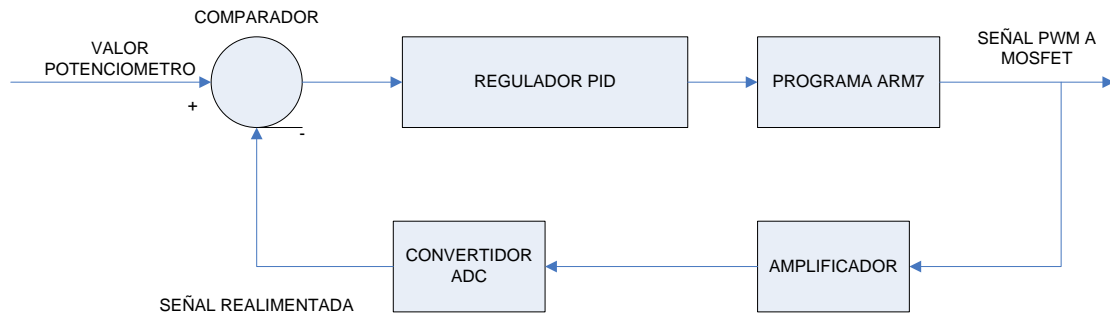 COMPARADOR
VALOR
POTENCIOMETRO
+
-
REGULADOR PID
PROGRAMA ARM7
SEÑAL PWM A
MOSFET
CONVERTIDOR
ADC
AMPLIFICADOR
SEÑAL REALIMENTADA